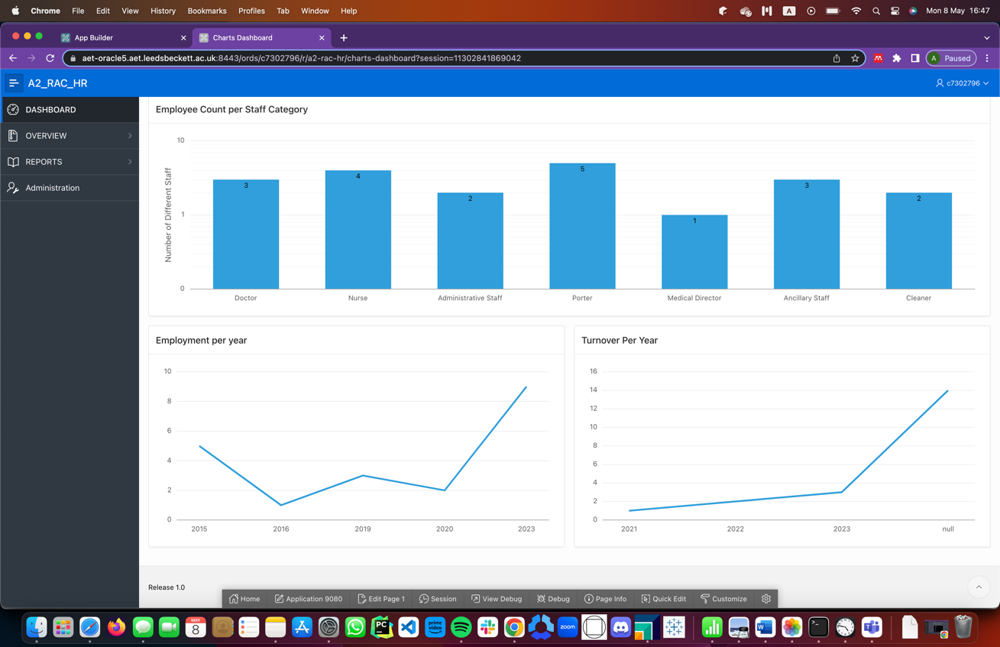 Chrome File Edit View History Bookmarks Profiles Tab Window Help A Mon 8 May 16:47
App Builder Charts Dashboard
aet-oracle5.aet.leedsbeckett.ac.uk:8443/ords/c7302796/r/a2-rac-hr/charts-dashboard?session=11302841869042 A Paused
A2_RAC_HR c7302796
DASHBOARD
OVERVIEW
REPORTS
Administration
Employee Count per Staff Category
Number of Different Staff
10
1
0
3 4 2 5 1 3 2
Doctor Nurse Administrative Staff Porter Medical Director Ancillary Staff Cleaner
Employment per year
10
8
6
4
2
0
2015 2016 2019 2020 2023
Turnover Per Year
16
14
12
10
8
6
4
2
0
2021 2022 2023 null
Release 1.0
Home Application 9080 Edit Page 1 Session View Debug Debug Page Info Quick Edit Customize
MAY
8
PC
prime video
zoom
W
T